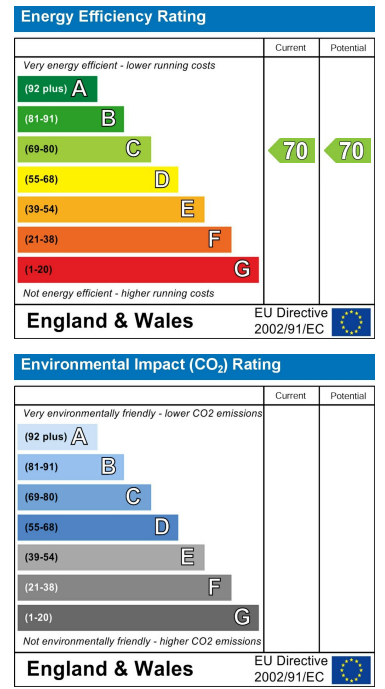 Energy Efficiency Rating
Current Potential
Very energy efficient - lower running costs
(92 plus) A
(81-91) B
(69-80) C 70 70
(55-68) D
(39-54) E
(21-38) F
(1-20) G
Not energy efficient - higher running costs
England & Wales
EU Directive
2002/91/EC
Environmental Impact (CO₂) Rating
Current Potential
Very environmentally friendly - lower CO2 emissions
(92 plus) A
(81-91) B
(69-80) C
(55-68) D
(39-54) E
(21-38) F
(1-20) G
Not environmentally friendly - higher CO2 emissions
England & Wales
EU Directive
2002/91/EC